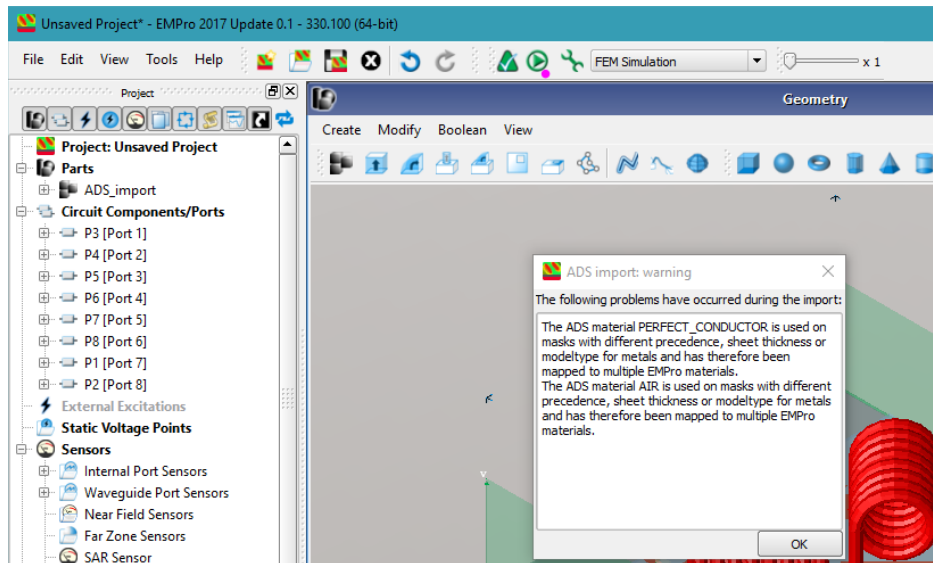 Unsaved Project* - EMPro 2017 Update 0.1 - 330.100 (64-bit)
File Edit View Tools Help
FEM Simulation
x 1
Project
Geometry
Create Modify Boolean View
Project: Unsaved Project
Parts
ADS_import
Circuit Components/Ports
P3 [Port 1]
P4 [Port 2]
P5 [Port 3]
P6 [Port 4]
P7 [Port 5]
P8 [Port 6]
P1 [Port 7]
P2 [Port 8]
External Excitations
Static Voltage Points
Sensors
Internal Port Sensors
Waveguide Port Sensors
Near Field Sensors
Far Zone Sensors
SAR Sensor
ADS import: warning
The following problems have occurred during the import:
The ADS material PERFECT_CONDUCTOR is used on
masks with different precedence, sheet thickness or
modeltype for metals and has therefore been
mapped to multiple EMPro materials.
The ADS material AIR is used on masks with different
precedence, sheet thickness or modeltype for metals
and has therefore been mapped to multiple EMPro
materials.
OK